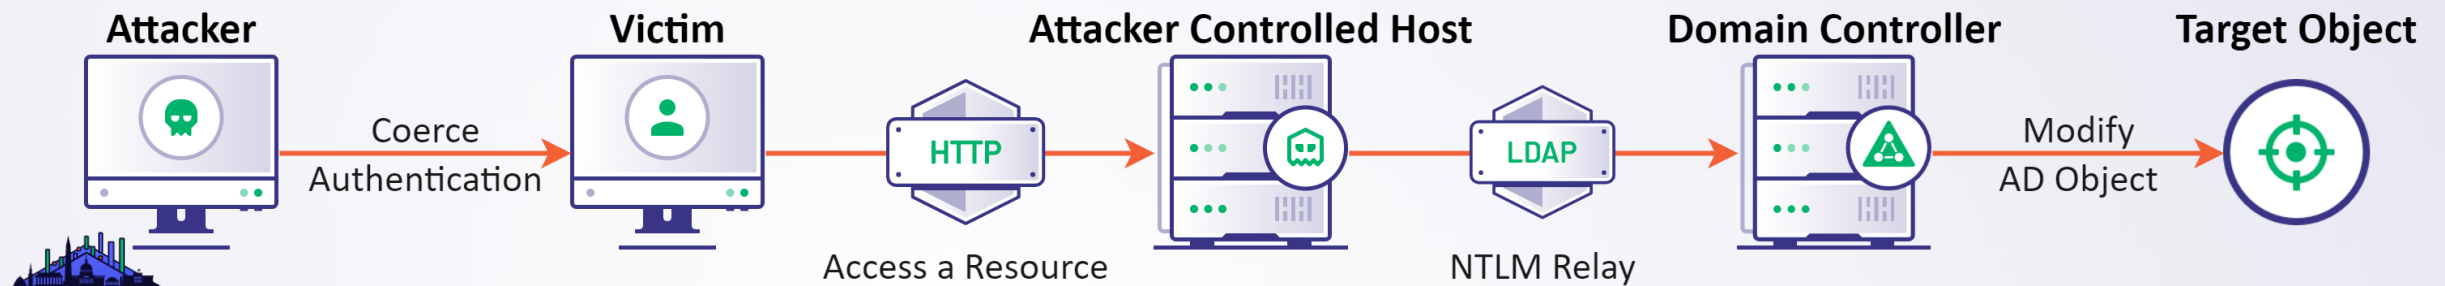 Attacker
Victim
Attacker Controlled Host
Domain Controller
Target Object
Coerce
Authentication
HTTP
Access a Resource
LDAP
NTLM Relay
Modify
AD Object